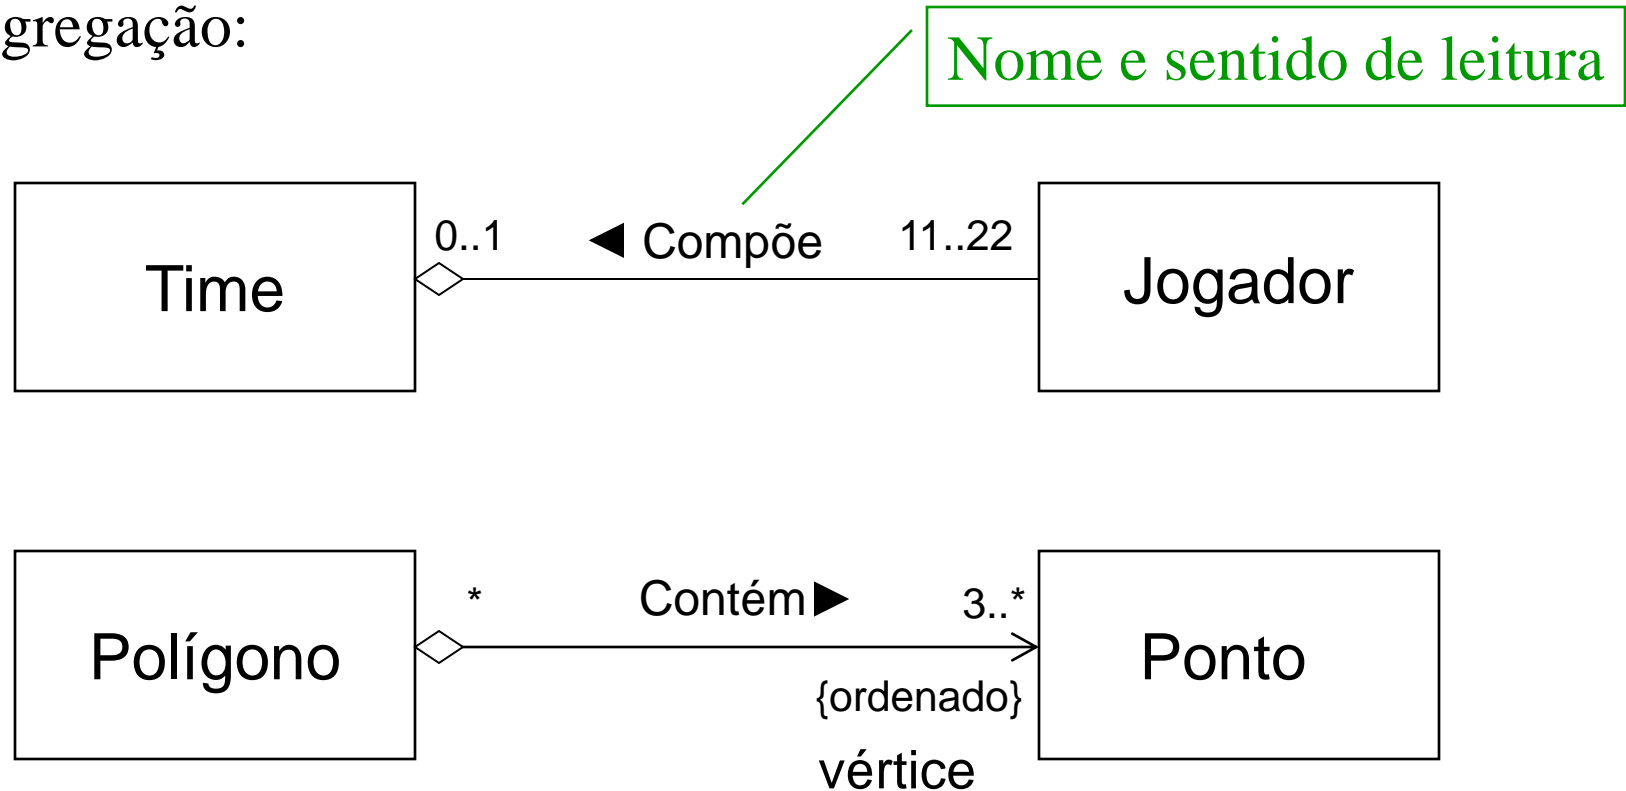 gregação:
Nome e sentido de leitura
0..1
◄ Compõe
11..22
Time
Jogador
*
Contém►
3..*
Polígono
Ponto
{ordenado}
vértice